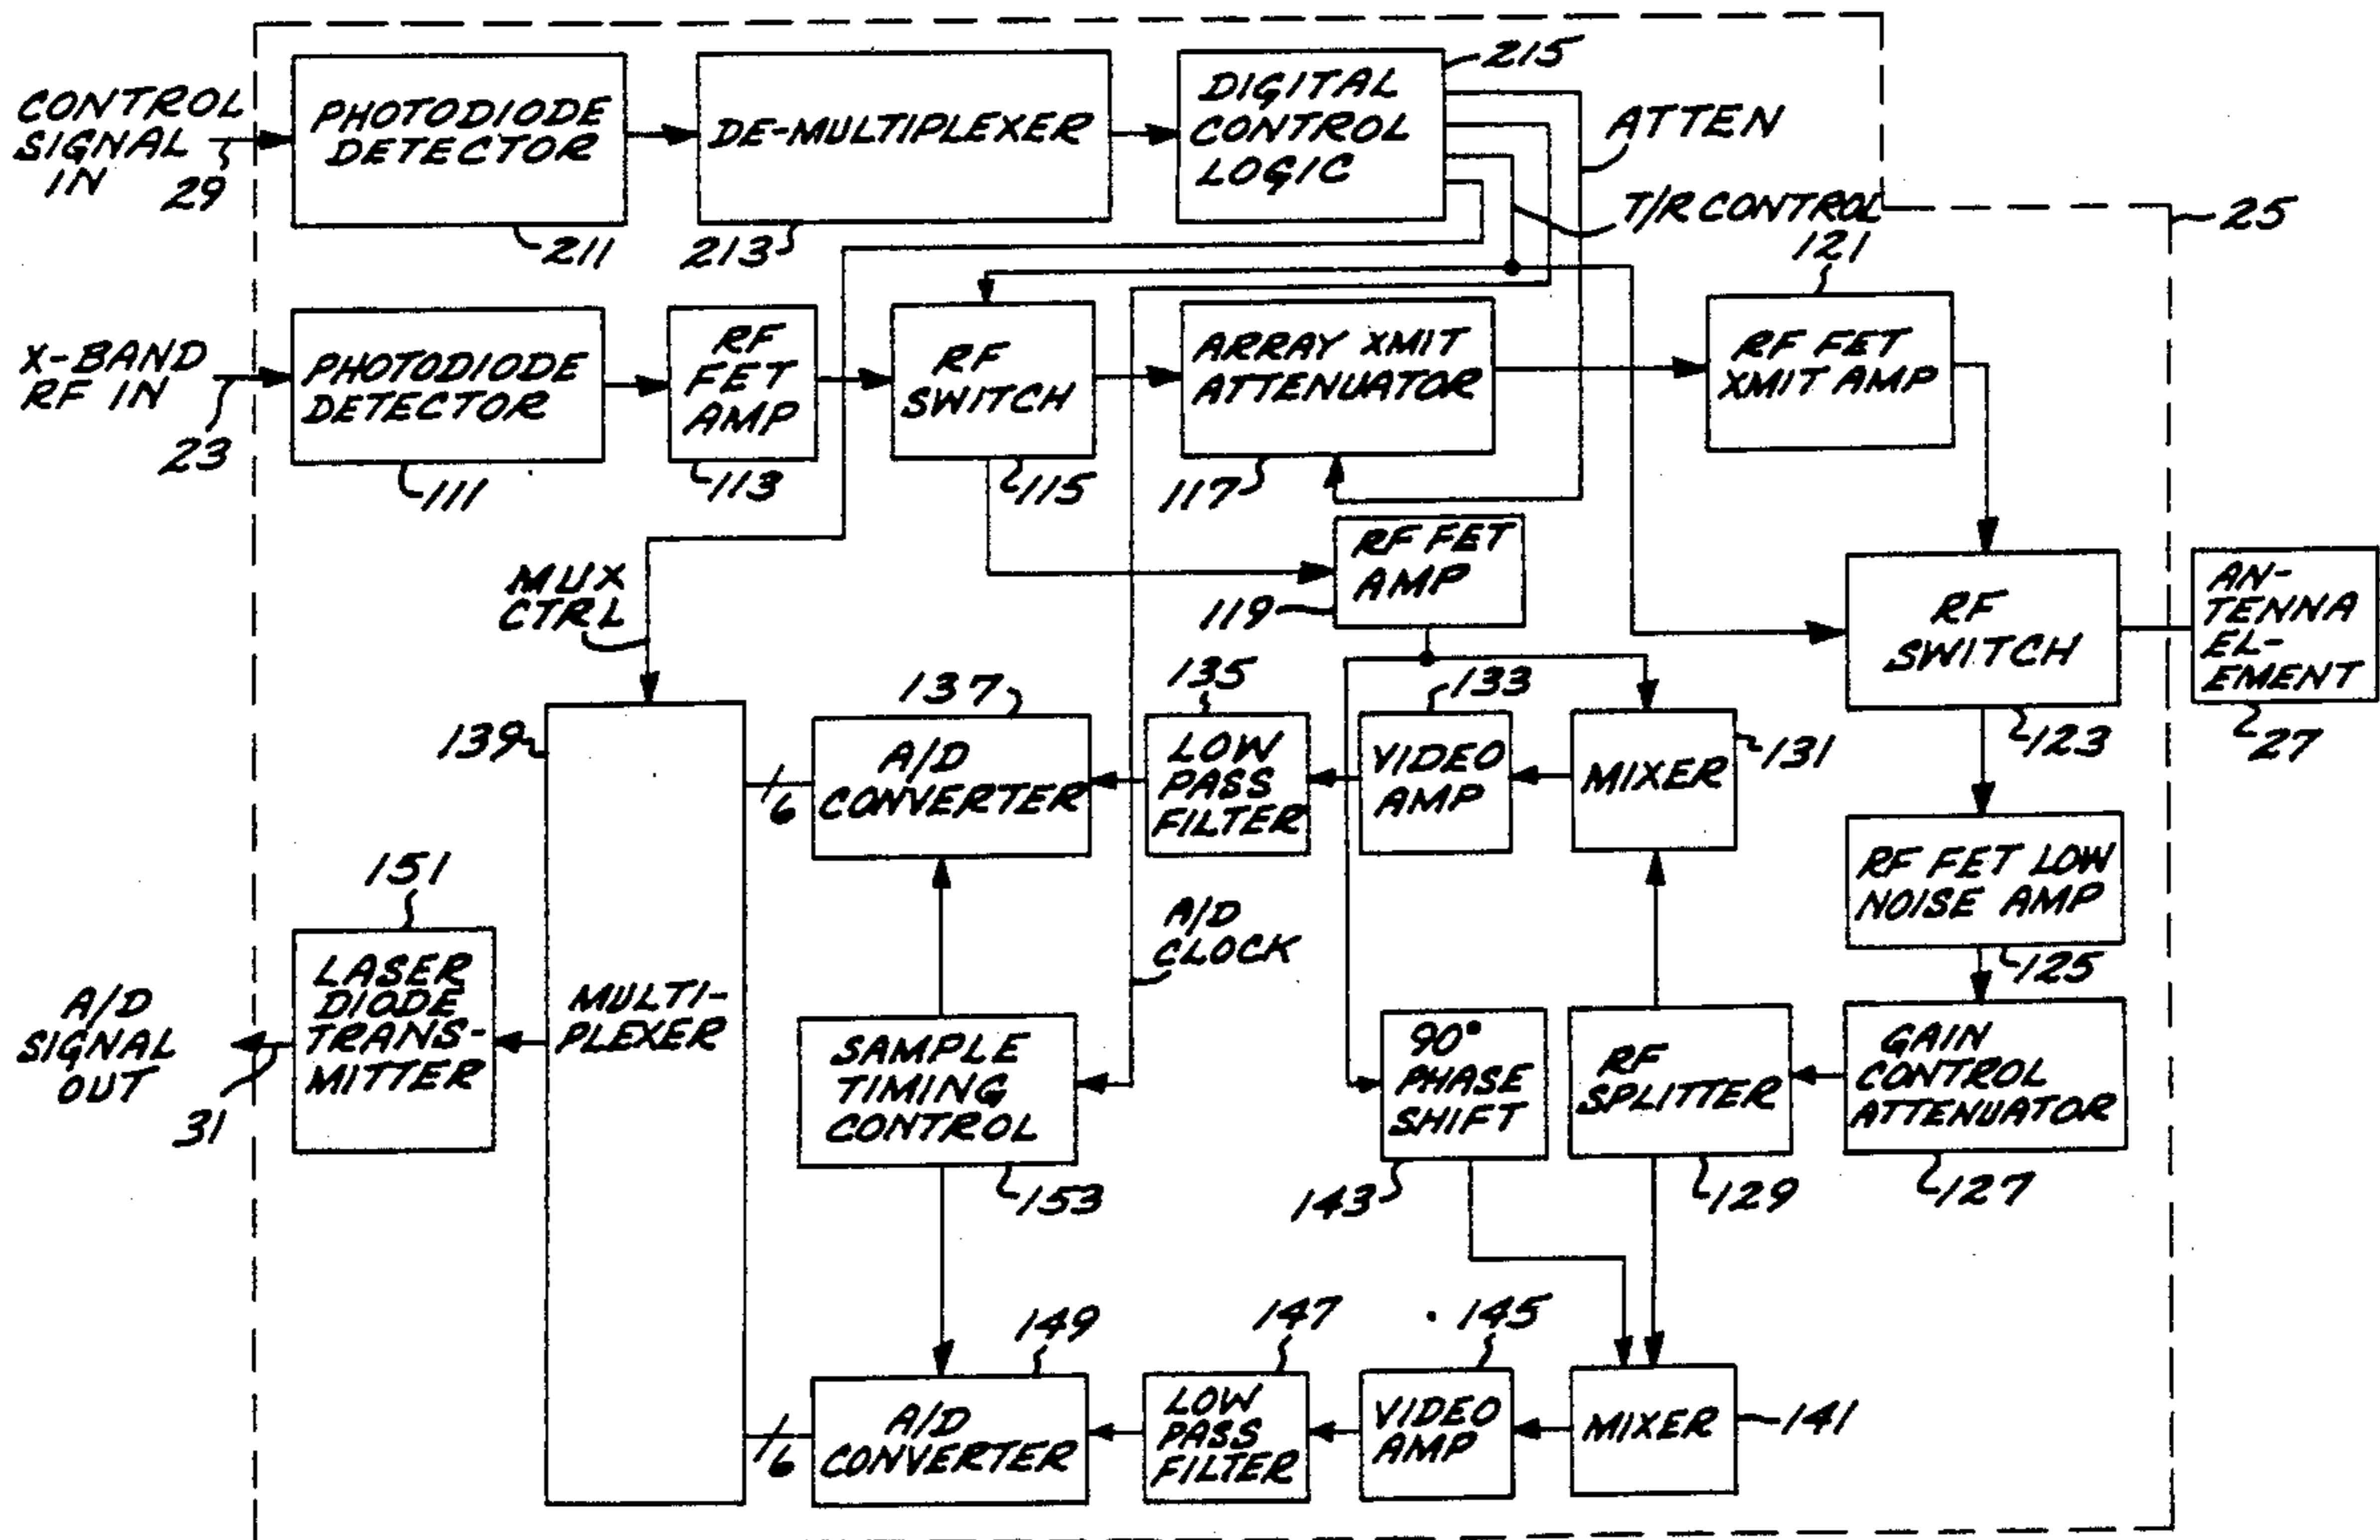 CONTROL
SIGNAL
IN
29
PHOTODIODE
DETECTOR
211
DE-MULTIPLEXER
213
DIGITAL
CONTROL
LOGIC
215
ATTEN
T/R CONTROL
25
X-BAND
RF IN
23
PHOTODIODE
DETECTOR
111
RF
FET
AMP
113
RF
SWITCH
115
ARRAY XMIT
ATTENUATOR
117
121
RF FET
XMIT AMP
RF FET
AMP
119
MUX
CTRL
RF
SWITCH
123
AN-
TENNA
EL-
EMENT
27
139
137
A/D
CONVERTER
6
135
LOW
PASS
FILTER
133
VIDEO
AMP
MIXER
131
RF FET LOW
NOISE AMP
125
151
LASER
DIODE
TRANS-
MITTER
A/D
SIGNAL
OUT
31
MULTI-
PLEXER
SAMPLE
TIMING
CONTROL
153
A/D
CLOCK
90°
PHASE
SHIFT
143
RF
SPLITTER
129
GAIN
CONTROL
ATTENUATOR
127
6
149
A/D
CONVERTER
147
LOW
PASS
FILTER
145
VIDEO
AMP
MIXER
141